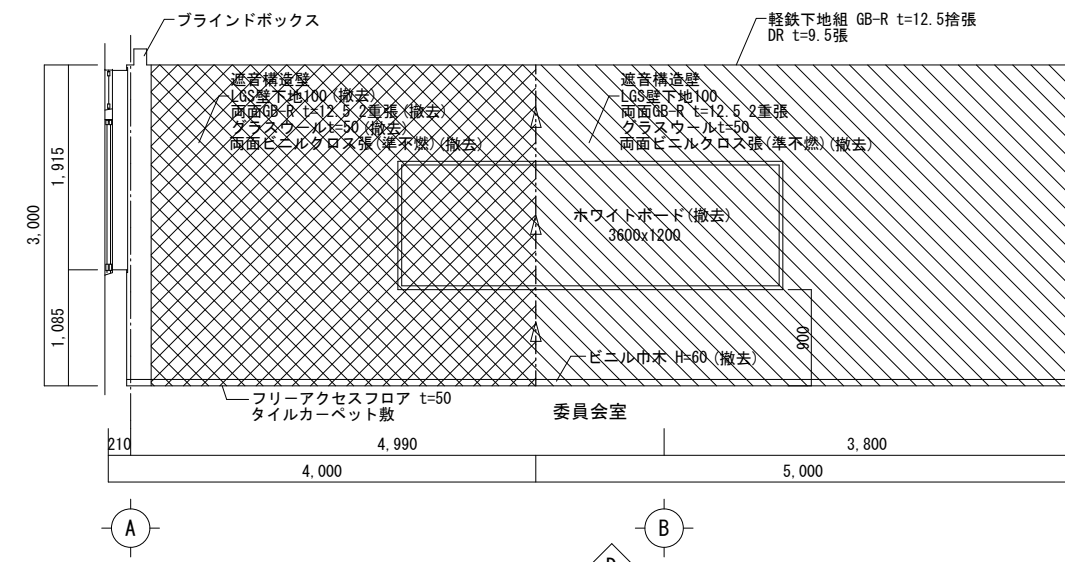 ブラインドボックス
軽鉄下地組 GB-R t=12.5捨張
DR t=9.5張
遮音構造壁
LGS壁下地100(撤去)
両面GB-R t=12.5 2重張(撤去)
グラスウールt=50(撤去)
両面ビニルクロス張(準不燃)(撤去)
遮音構造壁
LGS壁下地100
両面GB-R t=12.5 2重張
グラスウールt=50
両面ビニルクロス張(準不燃)(撤去)
3,000
1,915
1,085
ホワイトボード(撤去)
3600x1200
900
ビニル巾木 H=60(撤去)
フリーアクセスフロア t=50
タイルカーペット敷
委員会室
210
4,990
3,800
4,000
5,000
A
B